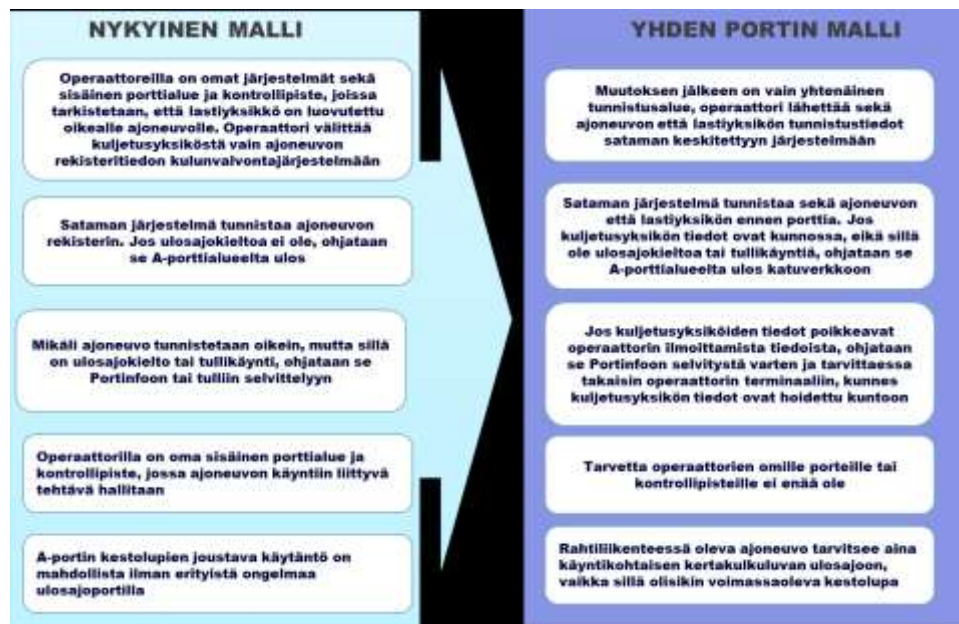 NYKYINEN MALLI
Operaattoreilla on omat järjestelmät sekä
sisäinen porttialue ja kontrollipiste, joissa
tarkistetaan, että lastiyksikkö on luovutettu
oikealle ajoneuvolle. Operaattori välittää
kuljetusyksiköstä vain ajoneuvon
rekisteritiedon kulunvalvontajärjestelmään
Sataman järjestelmä tunnistaa ajoneuvon
rekisterin. Jos ulosajokieltoa ei ole, ohjataan
se A-porttialueelta ulos
Mikäli ajoneuvo tunnistetaan oikein, mutta sillä
on ulosajokielto tai tullikäynti, ohjataan se
Portinfoon tai tulliin selvittelyyn
Operaattorilla on oma sisäinen porttialue ja
kontrollipiste, jossa ajoneuvon käyntiin liittyvä
tehtävä hallitaan
A-portin kestolupien joustava käytäntö on
mahdollista ilman erityistä ongelmaa
ulosajoportilla
YHDEN PORTIN MALLI
Muutoksen jälkeen on vain yhtenäinen
tunnistusalue, operaattori lähettää sekä
ajoneuvon että lastiyksikön tunnistustiedot
sataman keskitettyyn järjestelmään
Sataman järjestelmä tunnistaa sekä ajoneuvon
että lastiyksikön ennen porttia. Jos
kuljetusyksikön tiedot ovat kunnossa, eikä sillä
ole ulosajokieltoa tai tullikäyntiä, ohjataan se
A-porttialueelta ulos katuverkkoon
Jos kuljetusyksiköiden tiedot poikkeavat
operaattorin ilmoittamista tiedoista, ohjataan
se Portinfoon selvitystä varten ja tarvittaessa
takaisin operaattorin terminaaliin, kunnes
kuljetusyksikön tiedot ovat hoidettu kuntoon
Tarvetta operaattorien omille porteille tai
kontrollipisteille ei enää ole
Rahtiliikenteessä oleva ajoneuvo tarvitsee aina
käyntikohtaisen kertakulkuluvan ulosajoon,
vaikka sillä olisikin voimassaoleva kestolupa